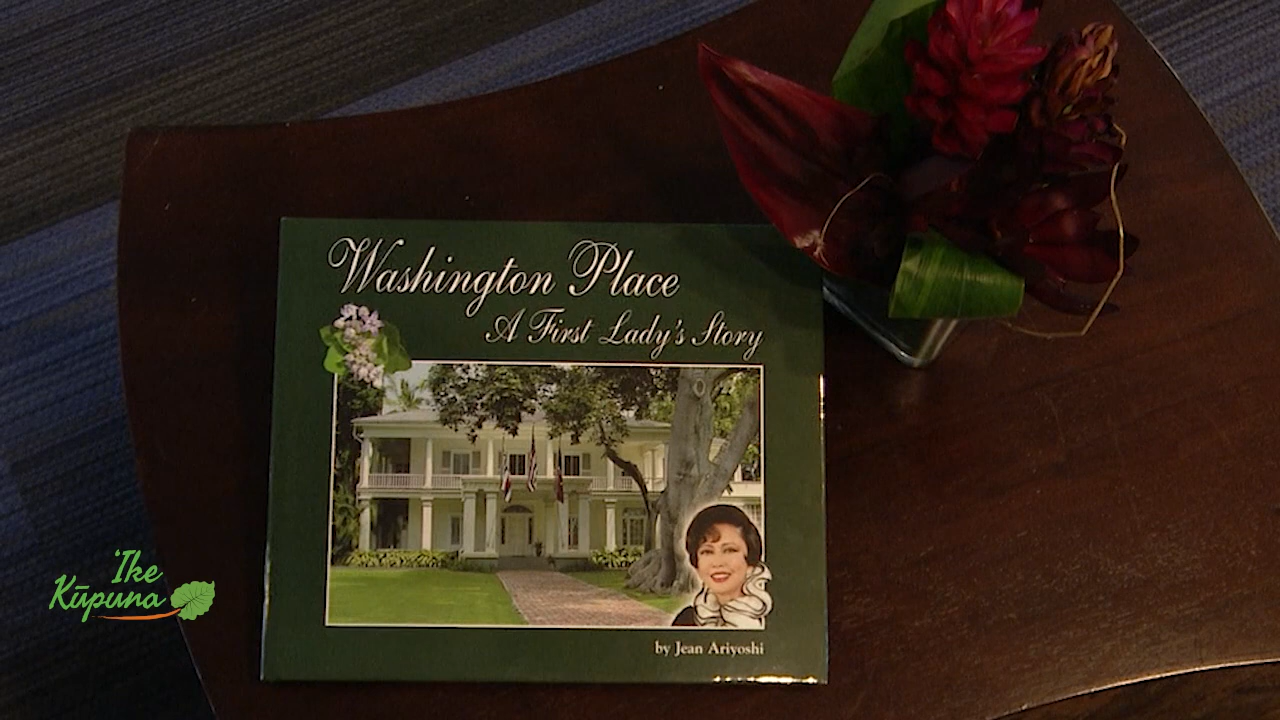 Washington Place
A First Lady's Story
by Jean Ariyoshi
ʻIke
Kūpuna